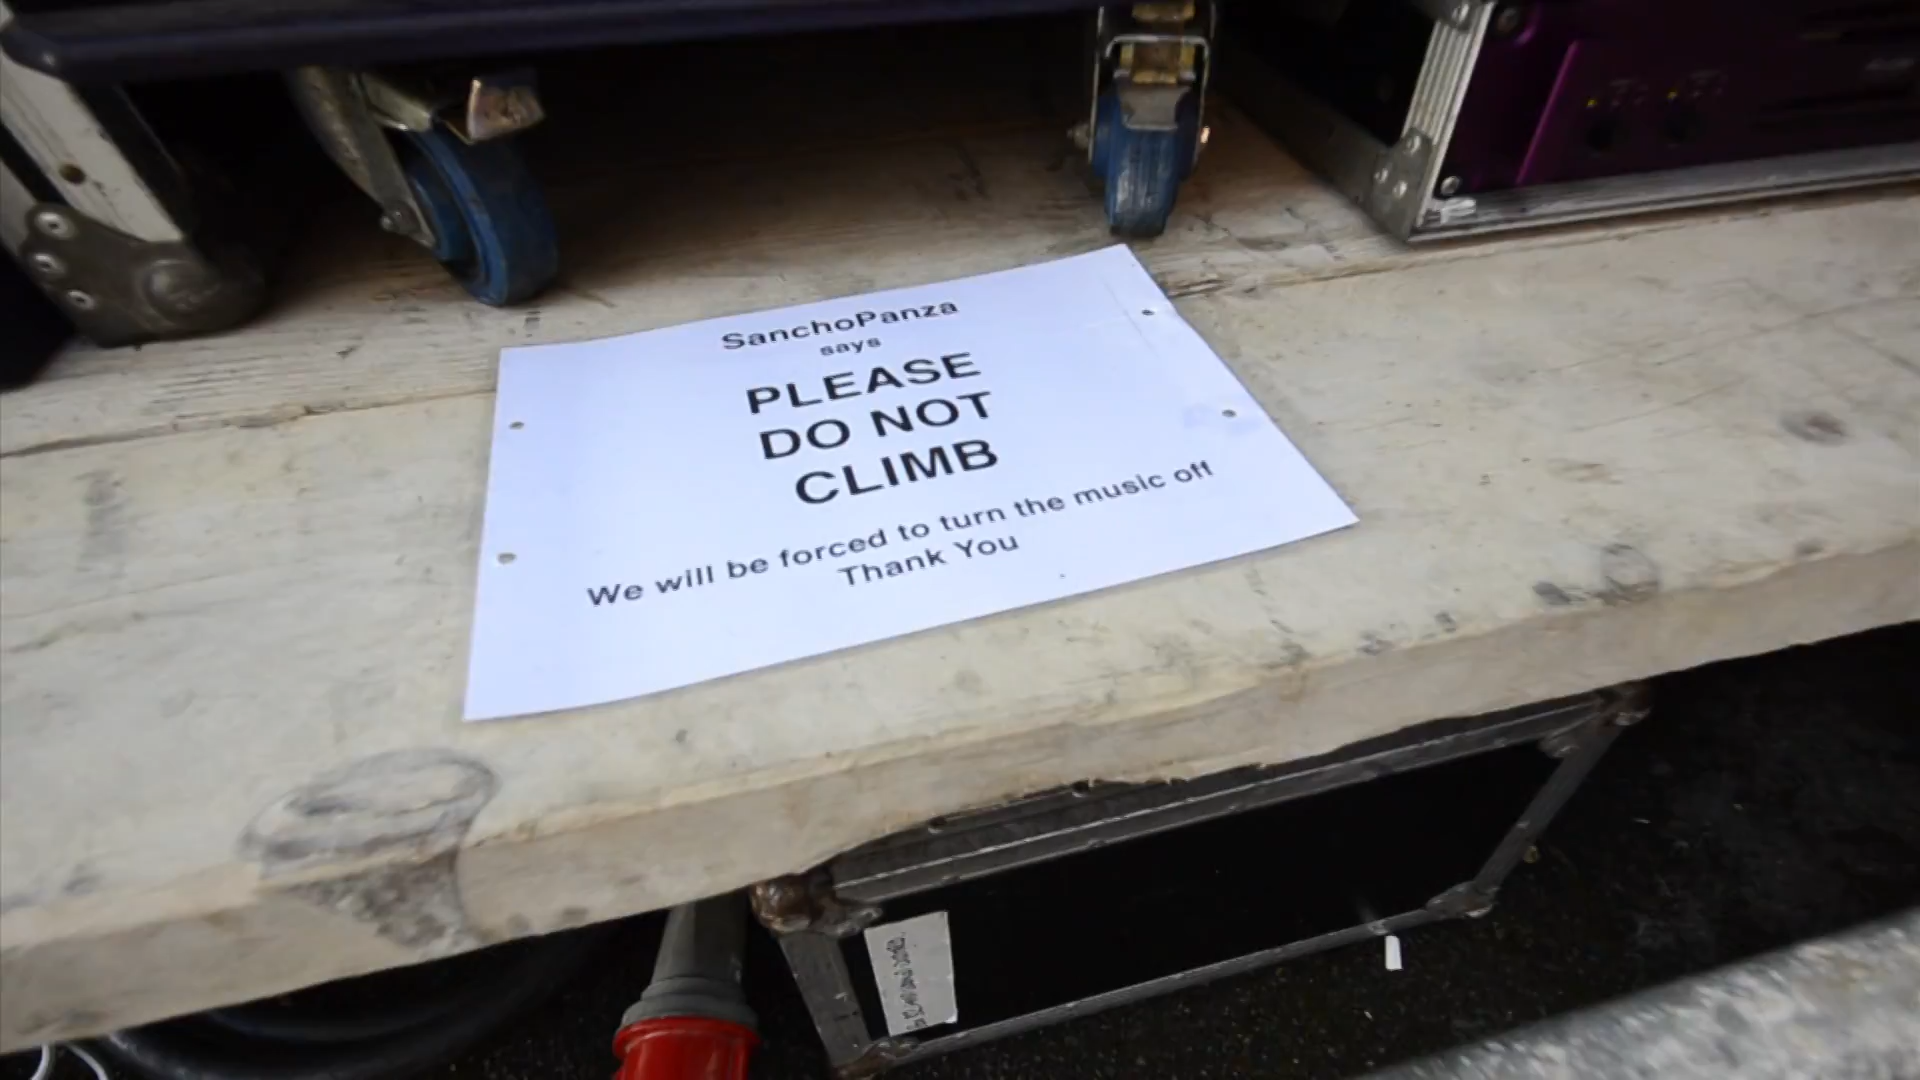 SanchoPanza
says
PLEASE
DO NOT
CLIMB
We will be forced to turn the music off
Thank You